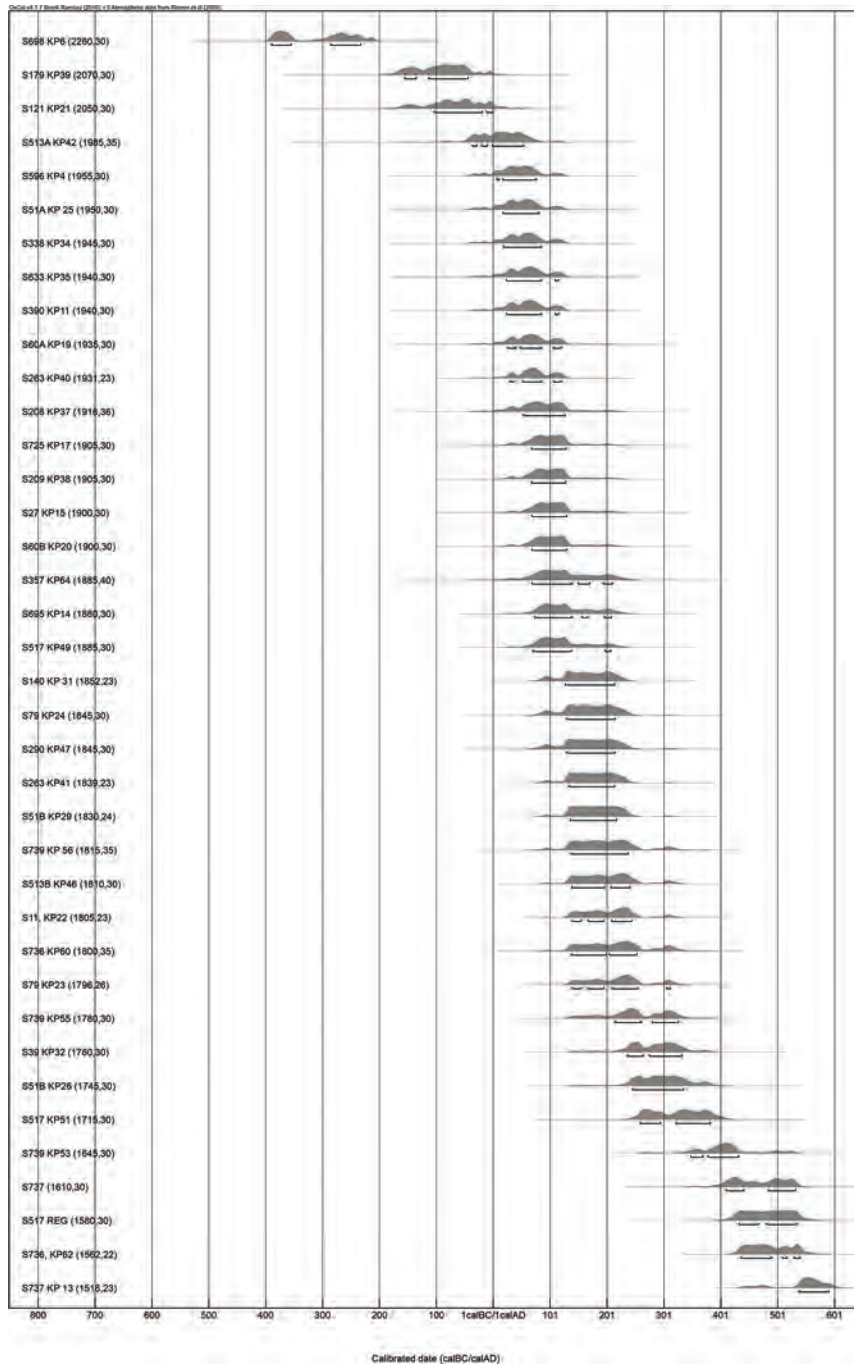 OxCal v4.1.7 Bronk Ramsey (2010); r:5 Atmospheric data from Reimer et al (2009);
S698 KP6 (2260,30)
S179 KP39 (2070,30)
S121 KP21 (2050,30)
S513A KP42 (1985,35)
S596 KP4 (1955,30)
S51A KP 25 (1950,30)
S338 KP34 (1945,30)
S633 KP35 (1940,30)
S390 KP11 (1940,30)
S60A KP19 (1935,30)
S263 KP40 (1931,23)
S208 KP37 (1916,36)
S725 KP17 (1905,30)
S209 KP38 (1905,30)
S27 KP15 (1900,30)
S60B KP20 (1900,30)
S357 KP64 (1885,40)
S695 KP14 (1880,30)
S517 KP49 (1885,30)
S140 KP 31 (1852,23)
S79 KP24 (1845,30)
S290 KP47 (1845,30)
S263 KP41 (1839,23)
S51B KP29 (1830,24)
S739 KP 56 (1815,35)
S513B KP46 (1810,30)
S11, KP22 (1805,23)
S736 KP60 (1800,35)
S79 KP23 (1796,26)
S739 KP55 (1780,30)
S39 KP32 (1760,30)
S51B KP26 (1745,30)
S517 KP51 (1715,30)
S739 KP53 (1645,30)
S737 (1610,30)
S517 REG (1580,30)
S736, KP62 (1562,22)
S737 KP 13 (1518,23)
800 700 600 500 400 300 200 100 1calBC/1calAD 101 201 301 401 501 601
Calibrated date (calBC/calAD)